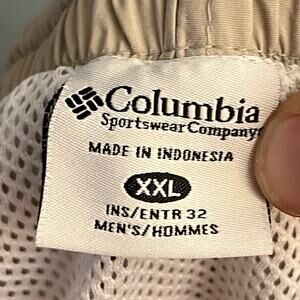 Columbia
Sportswear Company
MADE IN INDONESIA
XXL
INS/ENTR 32
MEN'S/HOMMES